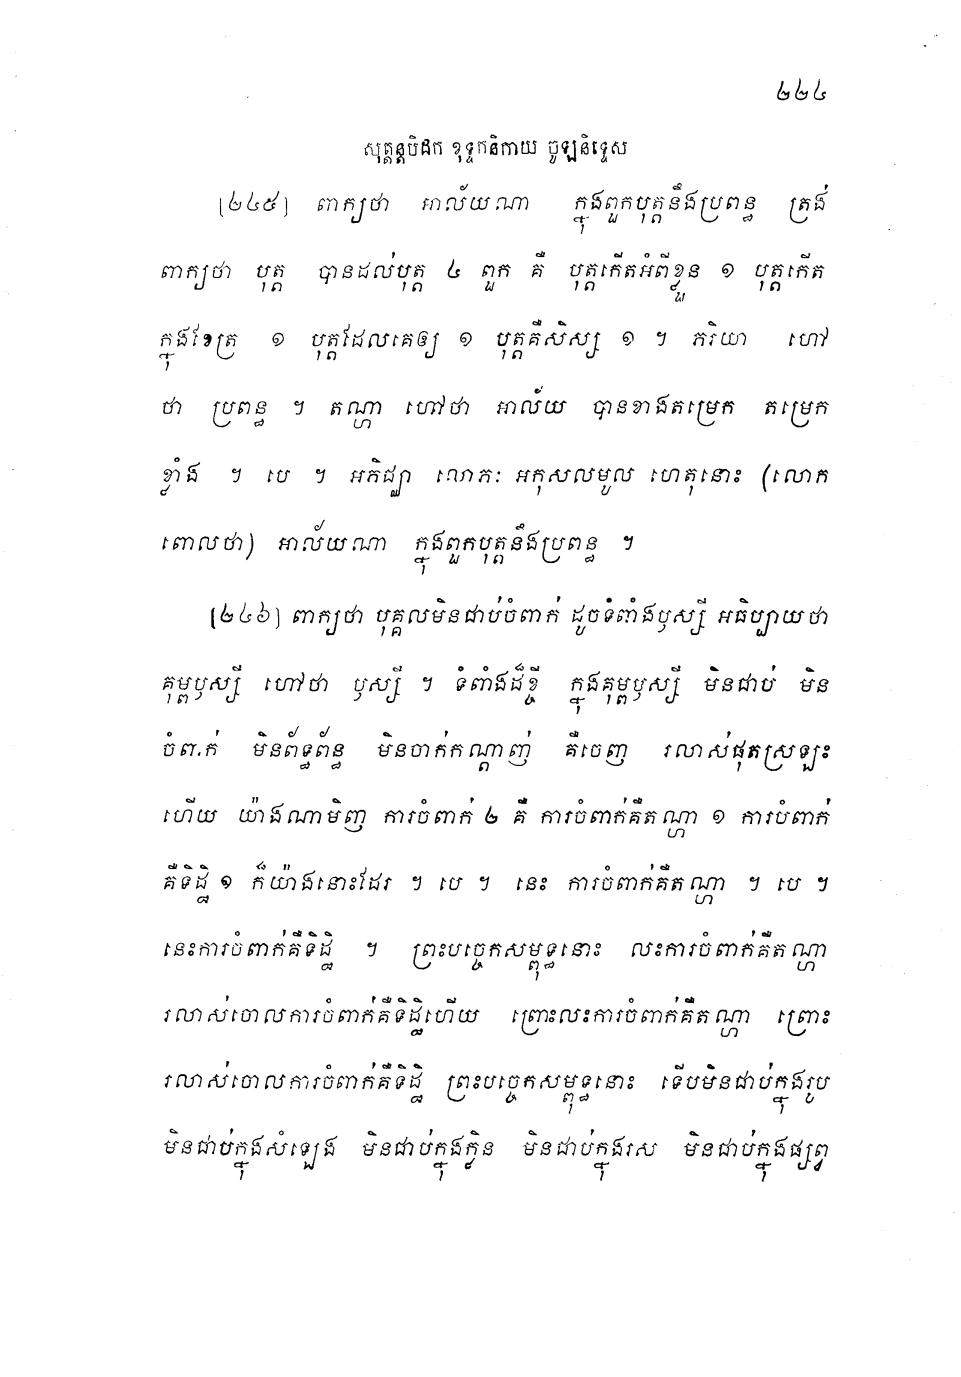 ២២៤
សុត្តន្តបិដក ខុទ្ទកនិកាយ ចូឡនិទ្ទេស
[២៤៥] ពាក្យថា អាល័យណា ក្នុងពួកបុត្តនឹងប្រពន្ធ ត្រង់
ពាក្យថា បុត្ត បានដល់បុត្ត ៤ ពួក គឺ បុត្តកើតអំពីខ្លួន ១ បុត្តកើត
ក្នុងខែត្រ ១ បុត្តដែលគេឲ្យ ១ បុត្តគឺសិស្ស ១ ។ ភរិយា ហៅ
ថា ប្រពន្ធ ។ តណ្ហា ហៅថា អាល័យ បានខាងតម្រេក តម្រេក
ខ្លាំង ។ បេ ។ អភិជ្ឈា លោភៈ អកុសលមូល ហេតុនោះ (លោក
ពោលថា) អាល័យណា ក្នុងពួកបុត្តនឹងប្រពន្ធ ។
[២៤៦] ពាក្យថា បុគ្គលមិនជាប់ចំពាក់ ដូចទំពាំងឫស្សី អធិប្បាយថា
គុម្ពឫស្សី ហៅថា ឫស្សី ។ ទំពាំងដ៏ខ្ចី ក្នុងគុម្ពឫស្សី មិនជាប់ មិន
ចំពាក់ មិនព័ទ្ធព័ន្ធ មិនចាក់កណ្តាញ់ គឺចេញ រលាស់ផុតស្រឡះ
ហើយ យ៉ាងណាមិញ ការចំពាក់ ២ គឺ ការចំពាក់គឺតណ្ហា ១ ការចំពាក់
គឺទិដ្ឋិ ១ ក៏យ៉ាងនោះដែរ ។ បេ ។ នេះ ការចំពាក់គឺតណ្ហា ។ បេ ។
នេះការចំពាក់គឺទិដ្ឋិ ។ ព្រះបច្ចេកសម្ពុទ្ធនោះ លះការចំពាក់គឺតណ្ហា
រលាស់ចោលការចំពាក់គឺទិដ្ឋិហើយ ព្រោះលះការចំពាក់គឺតណ្ហា ព្រោះ
រលាស់ចោលការចំពាក់គឺទិដ្ឋិ ព្រះបច្ចេកសម្ពុទ្ធនោះ ទើបមិនជាប់ក្នុងរូប
មិនជាប់ក្នុងសំឡេង មិនជាប់ក្នុងក្លិន មិនជាប់ក្នុងរស មិនជាប់ក្នុងផ្សព្វ